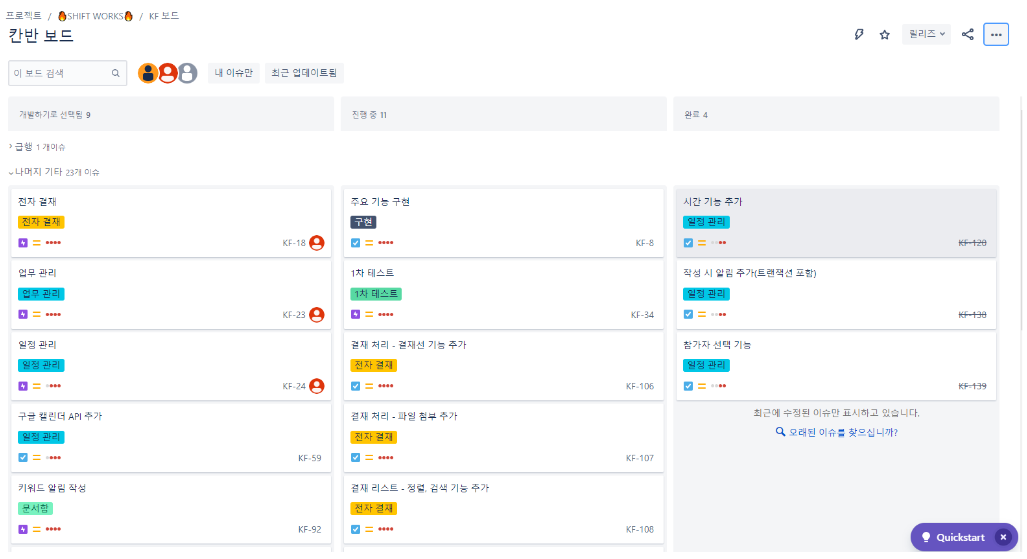 프로젝트 / 🔥SHIFT WORKS🔥 / KF 보드
칸반 보드
릴리즈
이 보드 검색
내 이슈만
최근 업데이트됨
개발하기로 선택됨 9
진행 중 11
완료 4
급행 1 개이슈
나머지 기타 23개 이슈
전자 결재
전자 결재
KF-18
업무 관리
업무 관리
KF-23
일정 관리
일정 관리
KF-24
구글 캘린더 API 추가
일정 관리
KF-59
키워드 알림 작성
문서함
KF-92
주요 기능 구현
구현
KF-8
1차 테스트
1차 테스트
KF-34
결재 처리 - 결재선 기능 추가
전자 결재
KF-106
결재 처리 - 파일 첨부 추가
전자 결재
KF-107
결재 리스트 - 정렬, 검색 기능 추가
전자 결재
KF-108
시간 기능 추가
일정 관리
KF-128
작성 시 알림 추가(트랜잭션 포함)
일정 관리
KF-138
참가자 선택 기능
일정 관리
KF-139
최근에 수정된 이슈만 표시하고 있습니다.
오래된 이슈를 찾으십니까?
Quickstart